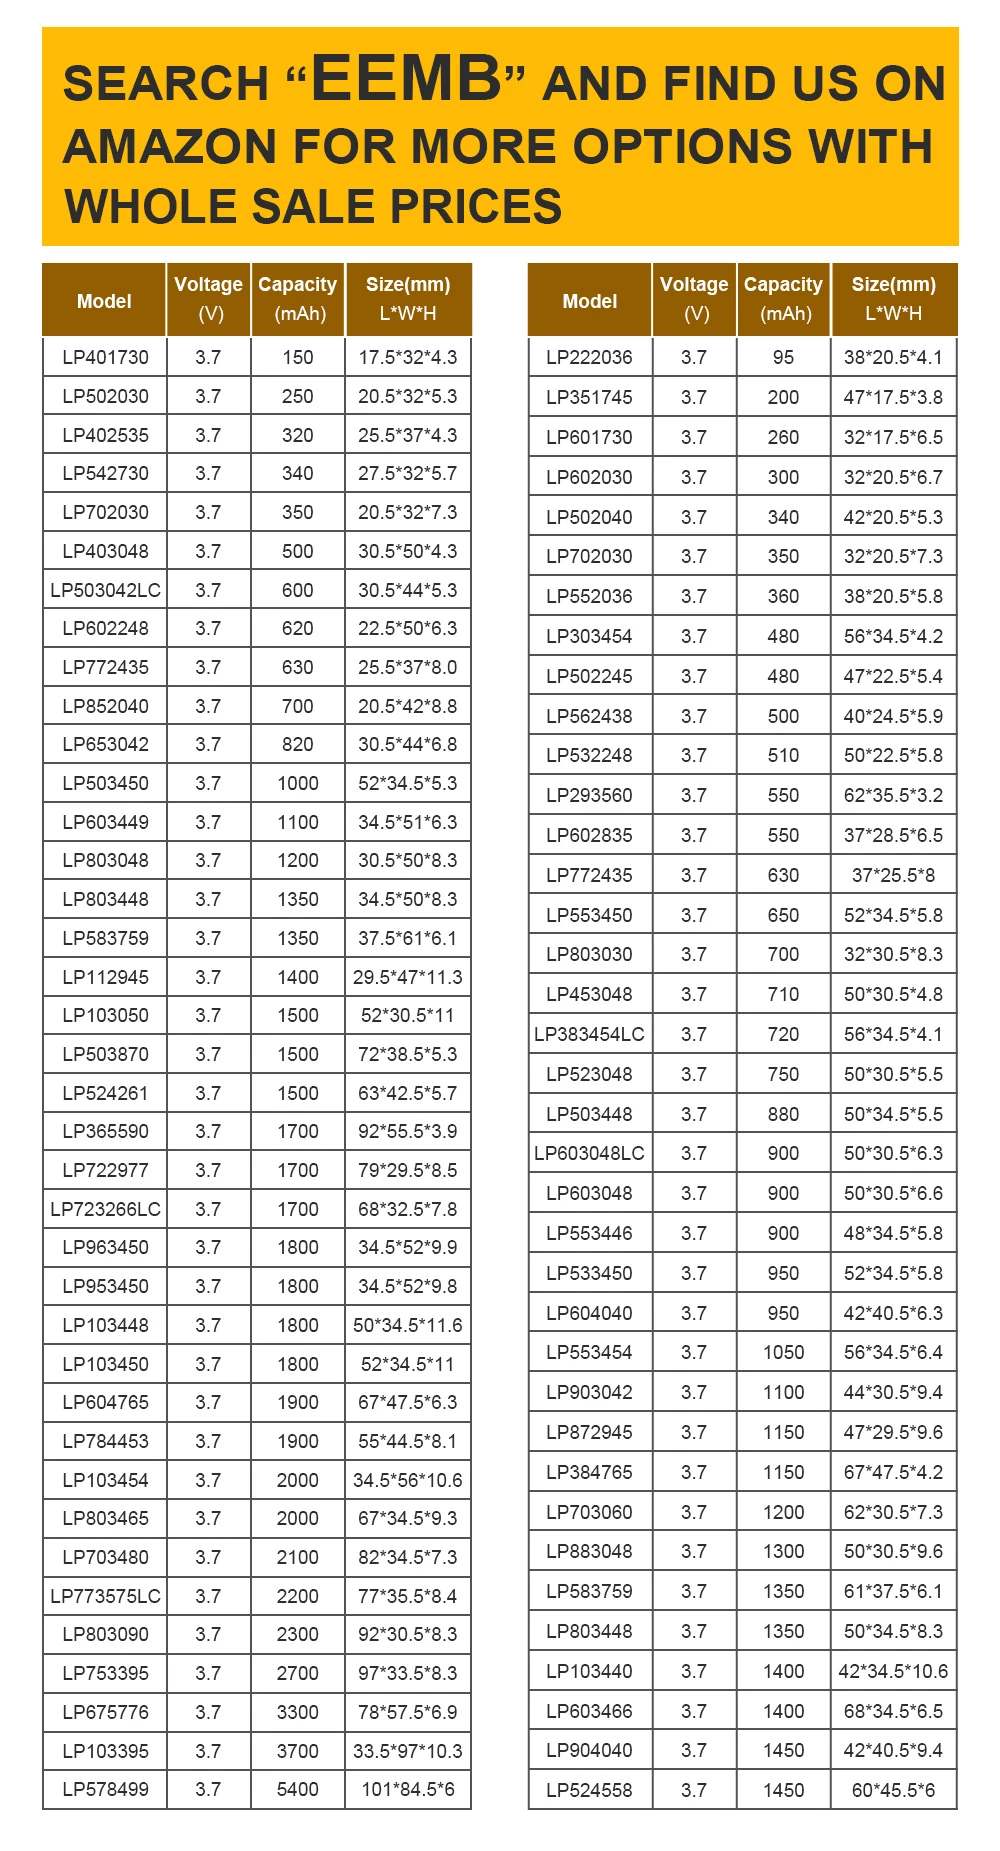 SEARCH “EEMB” AND FIND US ON
AMAZON FOR MORE OPTIONS WITH
WHOLE SALE PRICES
Model Voltage (V) Capacity (mAh) Size(mm) L*W*H
LP401730 3.7 150 17.5*32*4.3
LP502030 3.7 250 20.5*32*5.3
LP402535 3.7 320 25.5*37*4.3
LP542730 3.7 340 27.5*32*5.7
LP702030 3.7 350 20.5*32*7.3
LP403048 3.7 500 30.5*50*4.3
LP503042LC 3.7 600 30.5*44*5.3
LP602248 3.7 620 22.5*50*6.3
LP772435 3.7 630 25.5*37*8.0
LP852040 3.7 700 20.5*42*8.8
LP653042 3.7 820 30.5*44*6.8
LP503450 3.7 1000 52*34.5*5.3
LP603449 3.7 1100 34.5*51*6.3
LP803048 3.7 1200 30.5*50*8.3
LP803448 3.7 1350 34.5*50*8.3
LP583759 3.7 1350 37.5*61*6.1
LP112945 3.7 1400 29.5*47*11.3
LP103050 3.7 1500 52*30.5*11
LP503870 3.7 1500 72*38.5*5.3
LP524261 3.7 1500 63*42.5*5.7
LP365590 3.7 1700 92*55.5*3.9
LP722977 3.7 1700 79*29.5*8.5
LP723266LC 3.7 1700 68*32.5*7.8
LP963450 3.7 1800 34.5*52*9.9
LP953450 3.7 1800 34.5*52*9.8
LP103448 3.7 1800 50*34.5*11.6
LP103450 3.7 1800 52*34.5*11
LP604765 3.7 1900 67*47.5*6.3
LP784453 3.7 1900 55*44.5*8.1
LP103454 3.7 2000 34.5*56*10.6
LP803465 3.7 2000 67*34.5*9.3
LP703480 3.7 2100 82*34.5*7.3
LP773575LC 3.7 2200 77*35.5*8.4
LP803090 3.7 2300 92*30.5*8.3
LP753395 3.7 2700 97*33.5*8.3
LP675776 3.7 3300 78*57.5*6.9
LP103395 3.7 3700 33.5*97*10.3
LP578499 3.7 5400 101*84.5*6
Model Voltage (V) Capacity (mAh) Size(mm) L*W*H
LP222036 3.7 95 38*20.5*4.1
LP351745 3.7 200 47*17.5*3.8
LP601730 3.7 260 32*17.5*6.5
LP602030 3.7 300 32*20.5*6.7
LP502040 3.7 340 42*20.5*5.3
LP702030 3.7 350 32*20.5*7.3
LP552036 3.7 360 38*20.5*5.8
LP303454 3.7 480 56*34.5*4.2
LP502245 3.7 480 47*22.5*5.4
LP562438 3.7 500 40*24.5*5.9
LP532248 3.7 510 50*22.5*5.8
LP293560 3.7 550 62*35.5*3.2
LP602835 3.7 550 37*28.5*6.5
LP772435 3.7 630 37*25.5*8
LP553450 3.7 650 52*34.5*5.8
LP803030 3.7 700 32*30.5*8.3
LP453048 3.7 710 50*30.5*4.8
LP383454LC 3.7 720 56*34.5*4.1
LP523048 3.7 750 50*30.5*5.5
LP503448 3.7 880 50*34.5*5.5
LP603048LC 3.7 900 50*30.5*6.3
LP603048 3.7 900 50*30.5*6.6
LP553446 3.7 900 48*34.5*5.8
LP533450 3.7 950 52*34.5*5.8
LP604040 3.7 950 42*40.5*6.3
LP553454 3.7 1050 56*34.5*6.4
LP903042 3.7 1100 44*30.5*9.4
LP872945 3.7 1150 47*29.5*9.6
LP384765 3.7 1150 67*47.5*4.2
LP703060 3.7 1200 62*30.5*7.3
LP883048 3.7 1300 50*30.5*9.6
LP583759 3.7 1350 61*37.5*6.1
LP803448 3.7 1350 50*34.5*8.3
LP103440 3.7 1400 42*34.5*10.6
LP603466 3.7 1400 68*34.5*6.5
LP904040 3.7 1450 42*40.5*9.4
LP524558 3.7 1450 60*45.5*6